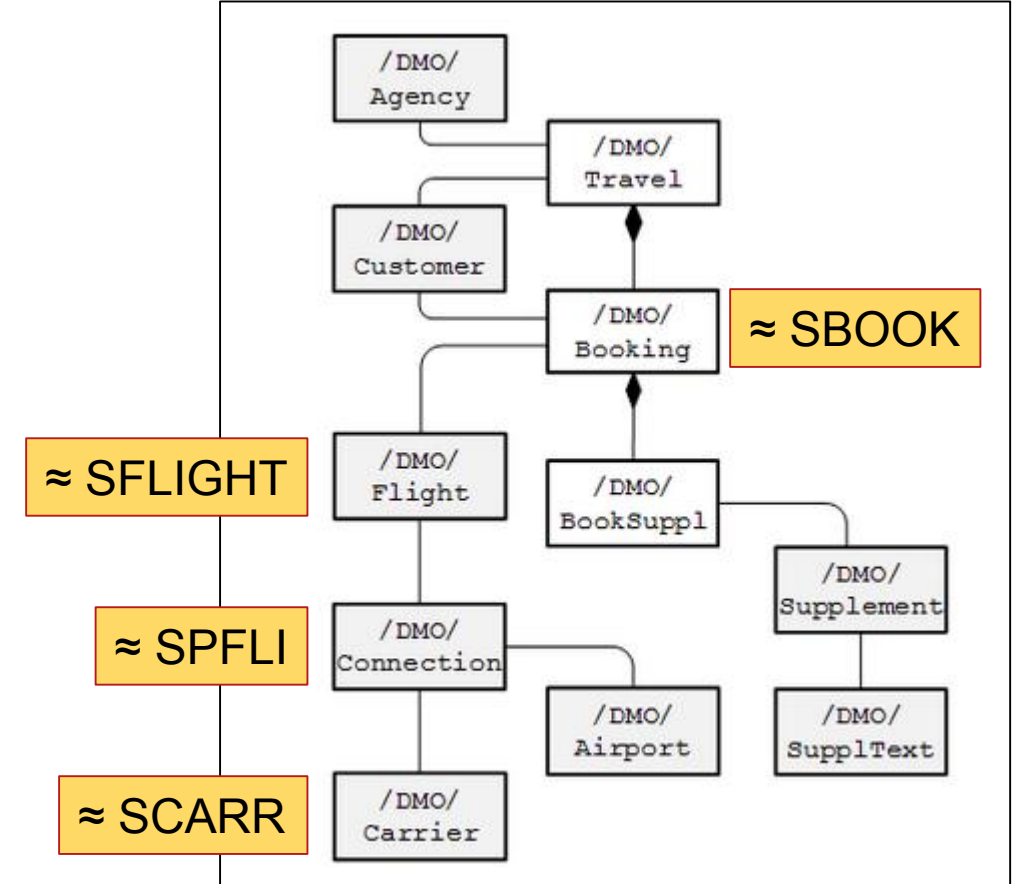 /DMO/
Agency
/DMO/
Travel
/DMO/
Customer
/DMO/
Booking
≈ SBOOK
≈ SFLIGHT
/DMO/
Flight
/DMO/
BookSuppl
/DMO/
Supplement
≈ SPFLI
/DMO/
Connection
/DMO/
Airport
/DMO/
SupplText
≈ SCARR
/DMO/
Carrier